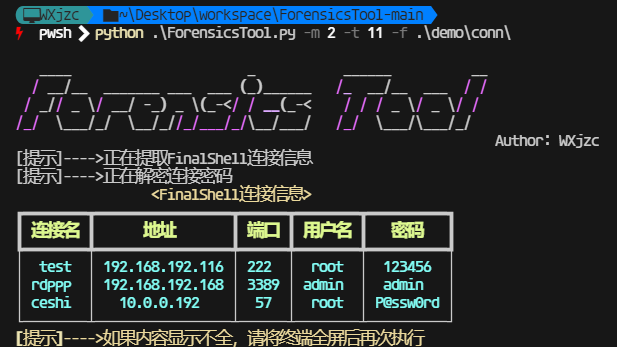 WXjzc ~\Desktop\workspace\ForensicsTool-main
pwsh python .\ForensicsTool.py -m 2 -t 11 -f .\demo\conn\
Forensics Tool
Author: WXjzc
[提示]---->正在提取FinalShell连接信息
[提示]---->正在解密连接密码
<FinalShell连接信息>
连接名 地址 端口 用户名 密码
test 192.168.192.116 222 root 123456
rdppp 192.168.192.168 3389 admin admin
ceshi 10.0.0.192 57 root P@ssw0rd
[提示]---->如果内容显示不全，请将终端全屏后再次执行